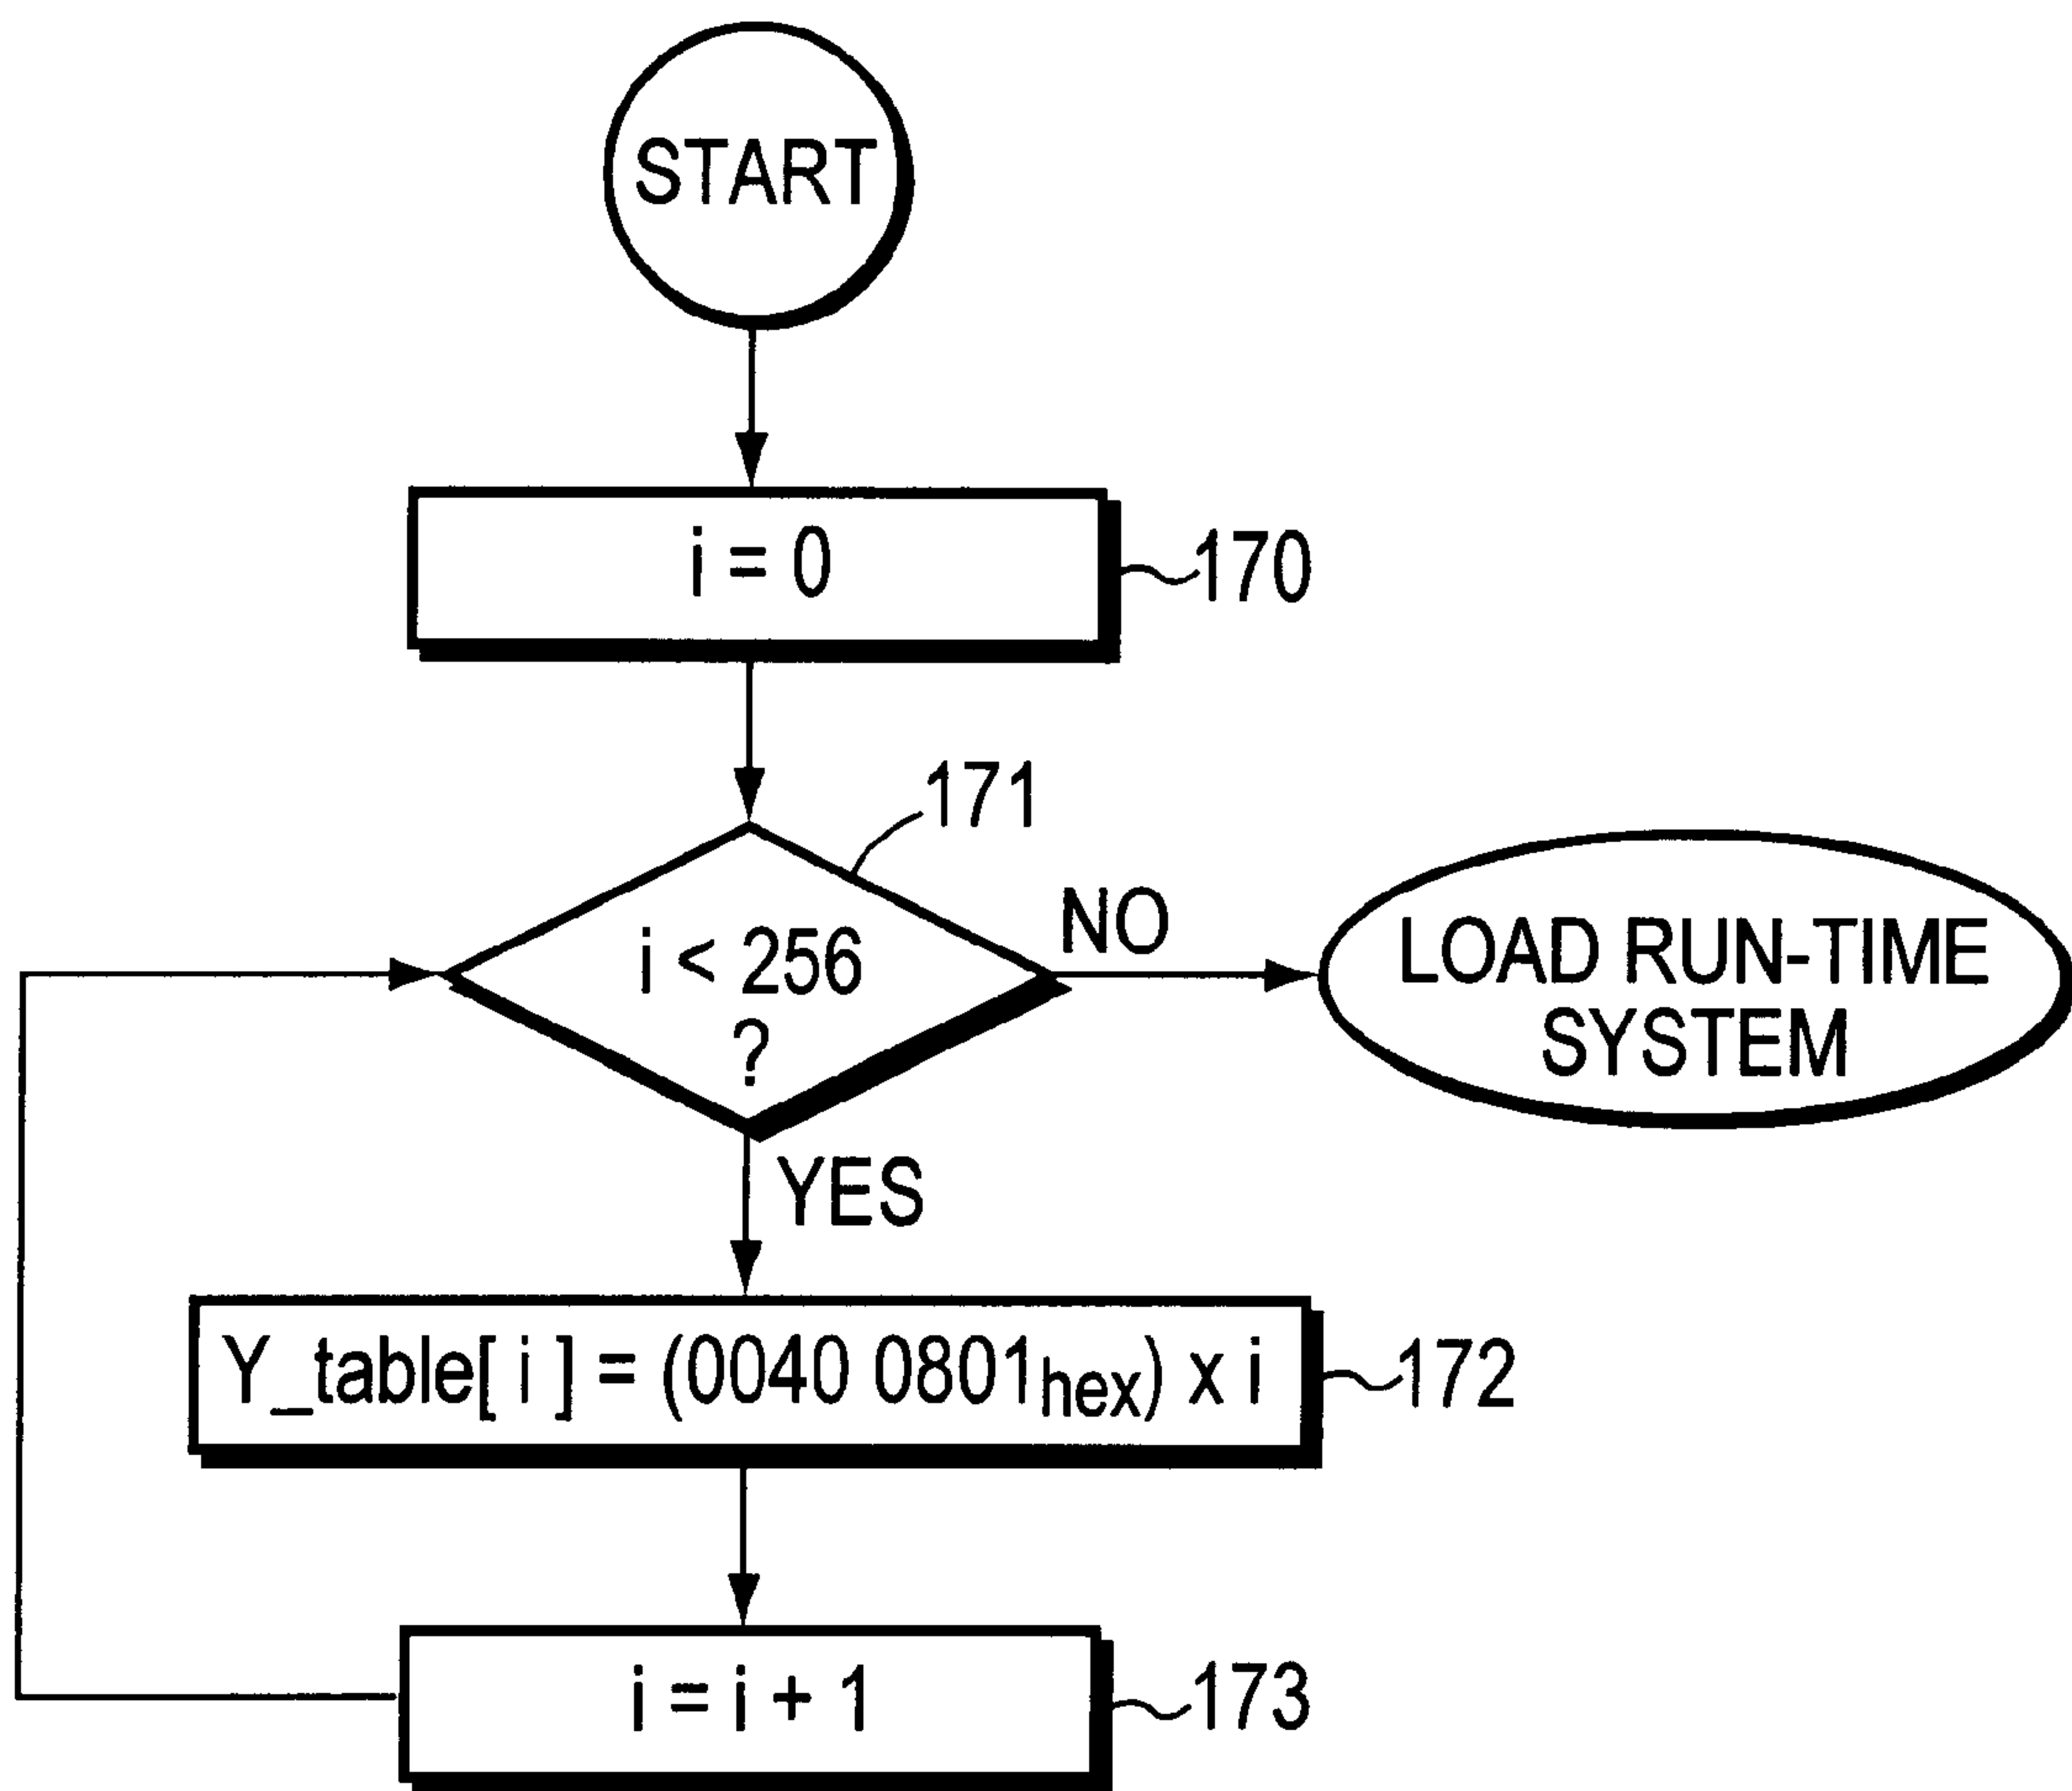 START
i = 0
170
171
i < 256
?
NO
LOAD RUN-TIME
SYSTEM
YES
Y_table[ i ] = (0040 0801hex) x i
172
i = i + 1
173